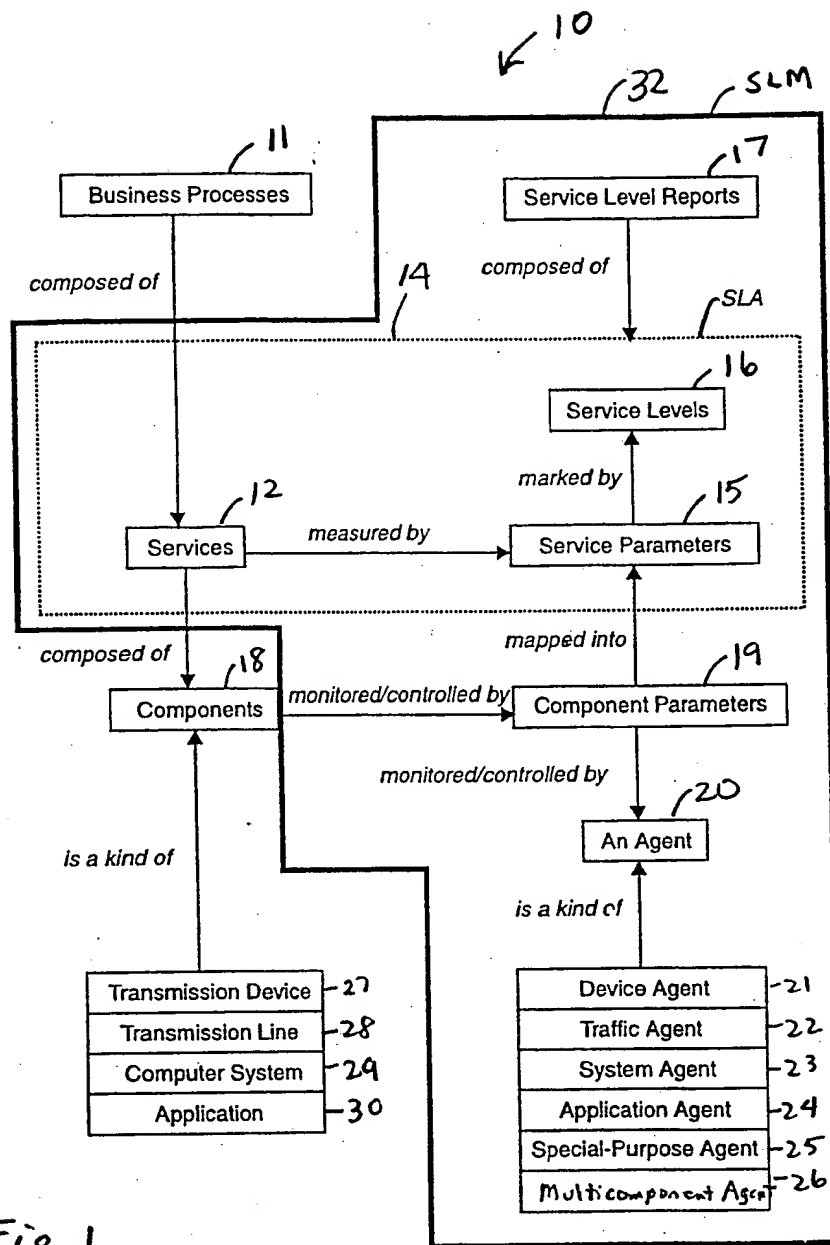 10
32 SLM
11
17
Business Processes
Service Level Reports
composed of
composed of
14
SLA
16
Service Levels
marked by
12
15
Services
measured by
Service Parameters
composed of
mapped into
18
19
Components
monitored/controlled by
Component Parameters
monitored/controlled by
20
An Agent
is a kind of
is a kind of
Transmission Device 27
Transmission Line 28
Computer System 29
Application 30
Device Agent 21
Traffic Agent 22
System Agent 23
Application Agent 24
Special-Purpose Agent 25
Multicomponent Agent 26
Fig. 1